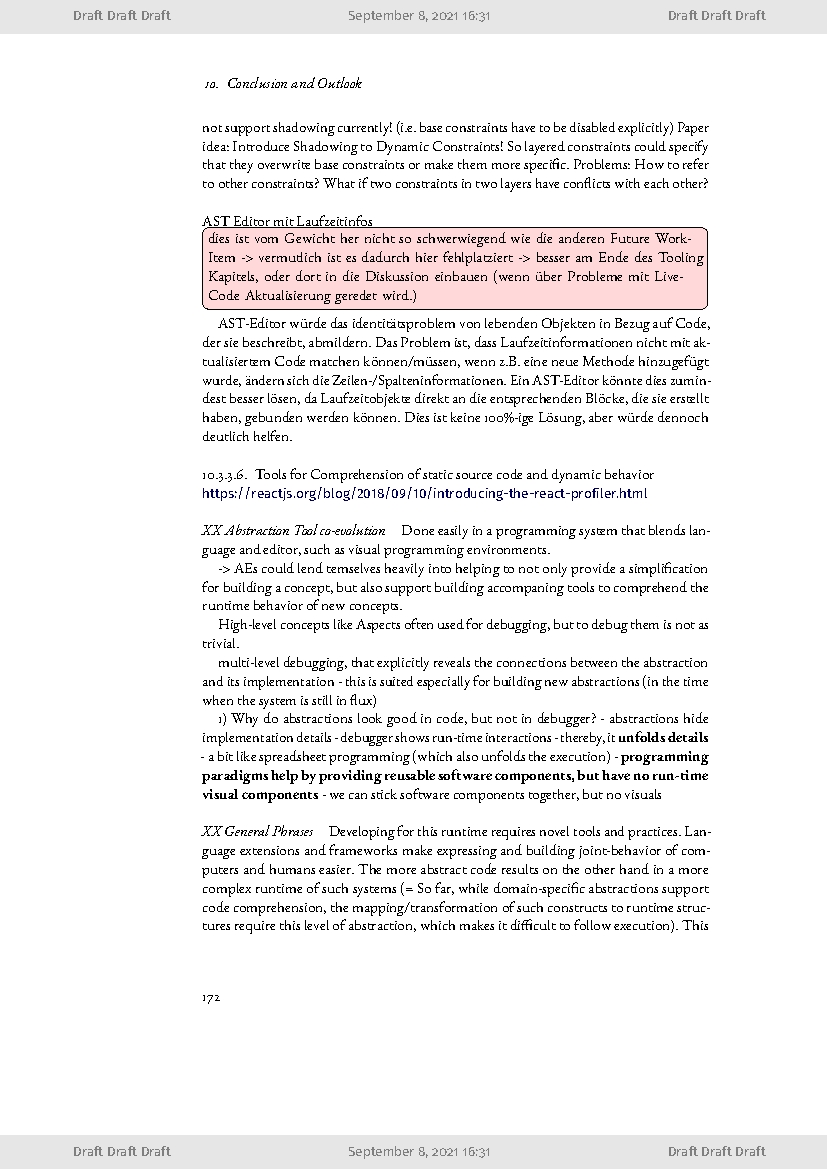 Draft Draft Draft September 8, 2021 16:31 Draft Draft Draft
10. Conclusion and Outlook
not support shadowing currently! (i.e. base constraints have to be disabled explicitly) Paper
idea: Introduce Shadowing to Dynamic Constraints! So layered constraints could specify
that they overwrite base constraints or make them more specific. Problems: How to refer
to other constraints? What if two constraints in two layers have conflicts with each other?
AST Editor mit Laufzeitinfos
dies ist vom Gewicht her nicht so schwerwiegend wie die anderen Future Work-
Item -> vermutlich ist es dadurch hier fehlplatziert -> besser am Ende des Tooling
Kapitels, oder dort in die Diskussion einbauen (wenn über Probleme mit Live-
Code Aktualisierung geredet wird.)
AST-Editor würde das identitätsproblem von lebenden Objekten in Bezug auf Code,
der sie beschreibt, abmildern. Das Problem ist, dass Laufzeitinformationen nicht mit ak-
tualisiertem Code matchen können/müssen, wenn z.B. eine neue Methode hinzugefügt
wurde, ändern sich die Zeilen-/Spalteninformationen. Ein AST-Editor könnte dies zumin-
dest besser lösen, da Laufzeitobjekte direkt an die entsprechenden Blöcke, die sie erstellt
haben, gebunden werden können. Dies ist keine 100%-ige Lösung, aber würde dennoch
deutlich helfen.
10.3.3.6. Tools for Comprehension of static source code and dynamic behavior
https://reactjs.org/blog/2018/09/10/introducing-the-react-profiler.html
XX Abstraction Tool co-evolution Done easily in a programming system that blends lan-
guage and editor, such as visual programming environments.
-> AEs could lend temselves heavily into helping to not only provide a simplification
for building a concept, but also support building accompaning tools to comprehend the
runtime behavior of new concepts.
High-level concepts like Aspects often used for debugging, but to debug them is not as
trivial.
multi-level debugging, that explicitly reveals the connections between the abstraction
and its implementation - this is suited especially for building new abstractions (in the time
when the system is still in flux)
1) Why do abstractions look good in code, but not in debugger? - abstractions hide
implementation details - debugger shows run-time interactions - thereby, it unfolds details
- a bit like spreadsheet programming (which also unfolds the execution) - programming
paradigms help by providing reusable software components, but have no run-time
visual components - we can stick software components together, but no visuals
XX General Phrases Developing for this runtime requires novel tools and practices. Lan-
guage extensions and frameworks make expressing and building joint-behavior of com-
puters and humans easier. The more abstract code results on the other hand in a more
complex runtime of such systems (= So far, while domain-specific abstractions support
code comprehension, the mapping/transformation of such constructs to runtime struc-
tures require this level of abstraction, which makes it difficult to follow execution). This
172
Draft Draft Draft September 8, 2021 16:31 Draft Draft Draft